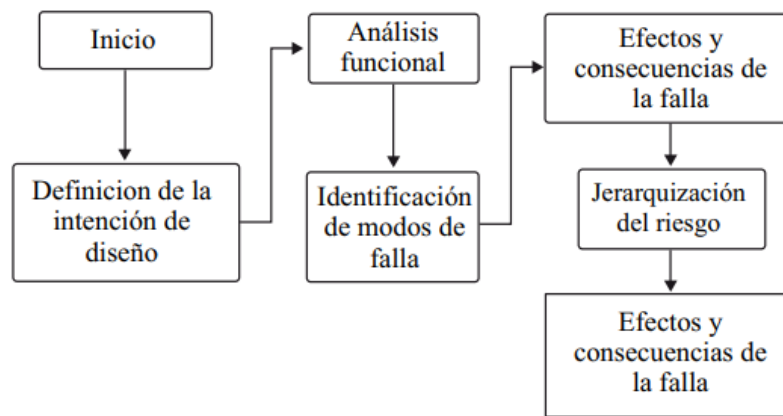 Inicio
Definicion de la
intención de
diseño
Análisis
funcional
Identificación
de modos de
falla
Efectos y
consecuencias de
la falla
Jerarquización
del riesgo
Efectos y
consecuencias de
la falla